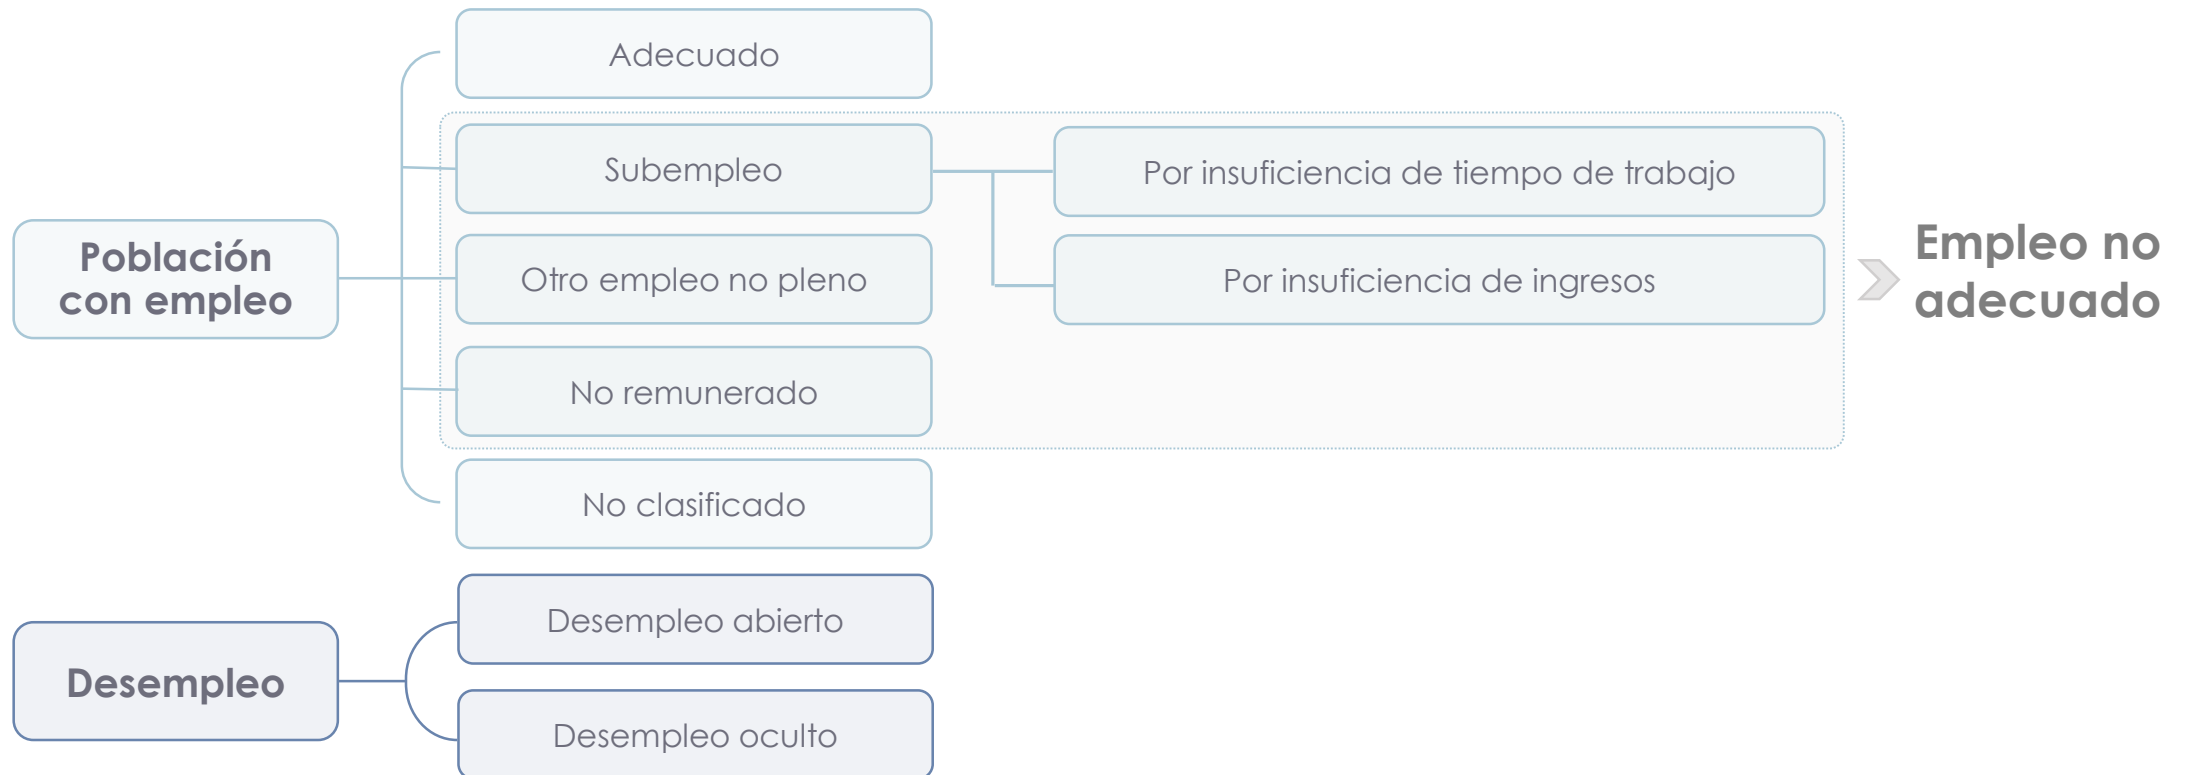 Adecuado
Subempleo
Por insuficiencia de tiempo de trabajo
Población
con empleo
Otro empleo no pleno
Por insuficiencia de ingresos
Empleo no
adecuado
No remunerado
No clasificado
Desempleo abierto
Desempleo
Desempleo oculto